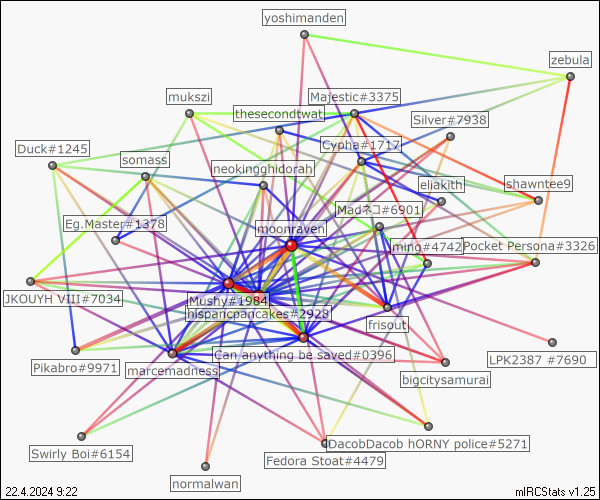 yoshimanden
zebula
mukszi
thesecondtwat
Majestic#3375
Silver#7938
Duck#1245
somass
Cypha#1717
neokingghidorah
eliakith
shawntee9
Eg.Master#1378
moonraven
Madネコ#6901
ming#4742
Pocket Persona#3326
JKOUYH VIII#7034
Mushy#1984
hispancpancakes#2928
frisout
Pikabro#9971
marcemadness
Can anything be saved#0396
LPK2387 #7690
bigcitysamurai
Swirly Boi#6154
DacobDacob hORNY police#5271
Fedora Stoat#4479
normalwan
22.4.2024 9:22
mIRCStats v1.25